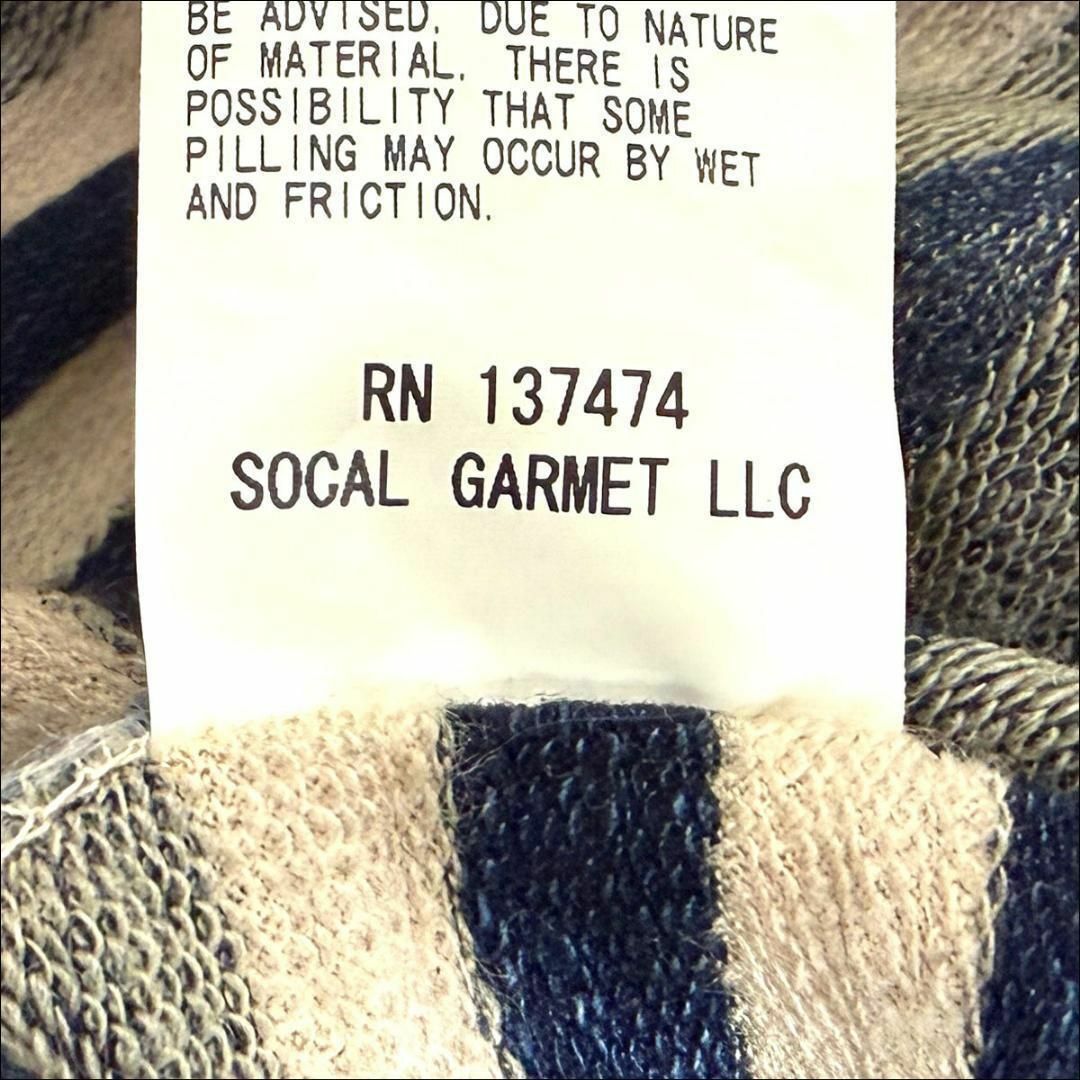 BE ADVISED. DUE TO NATURE
OF MATERIAL. THERE IS
POSSIBILITY THAT SOME
PILLING MAY OCCUR BY WET
AND FRICTION.
RN 137474
SOCAL GARMET LLC